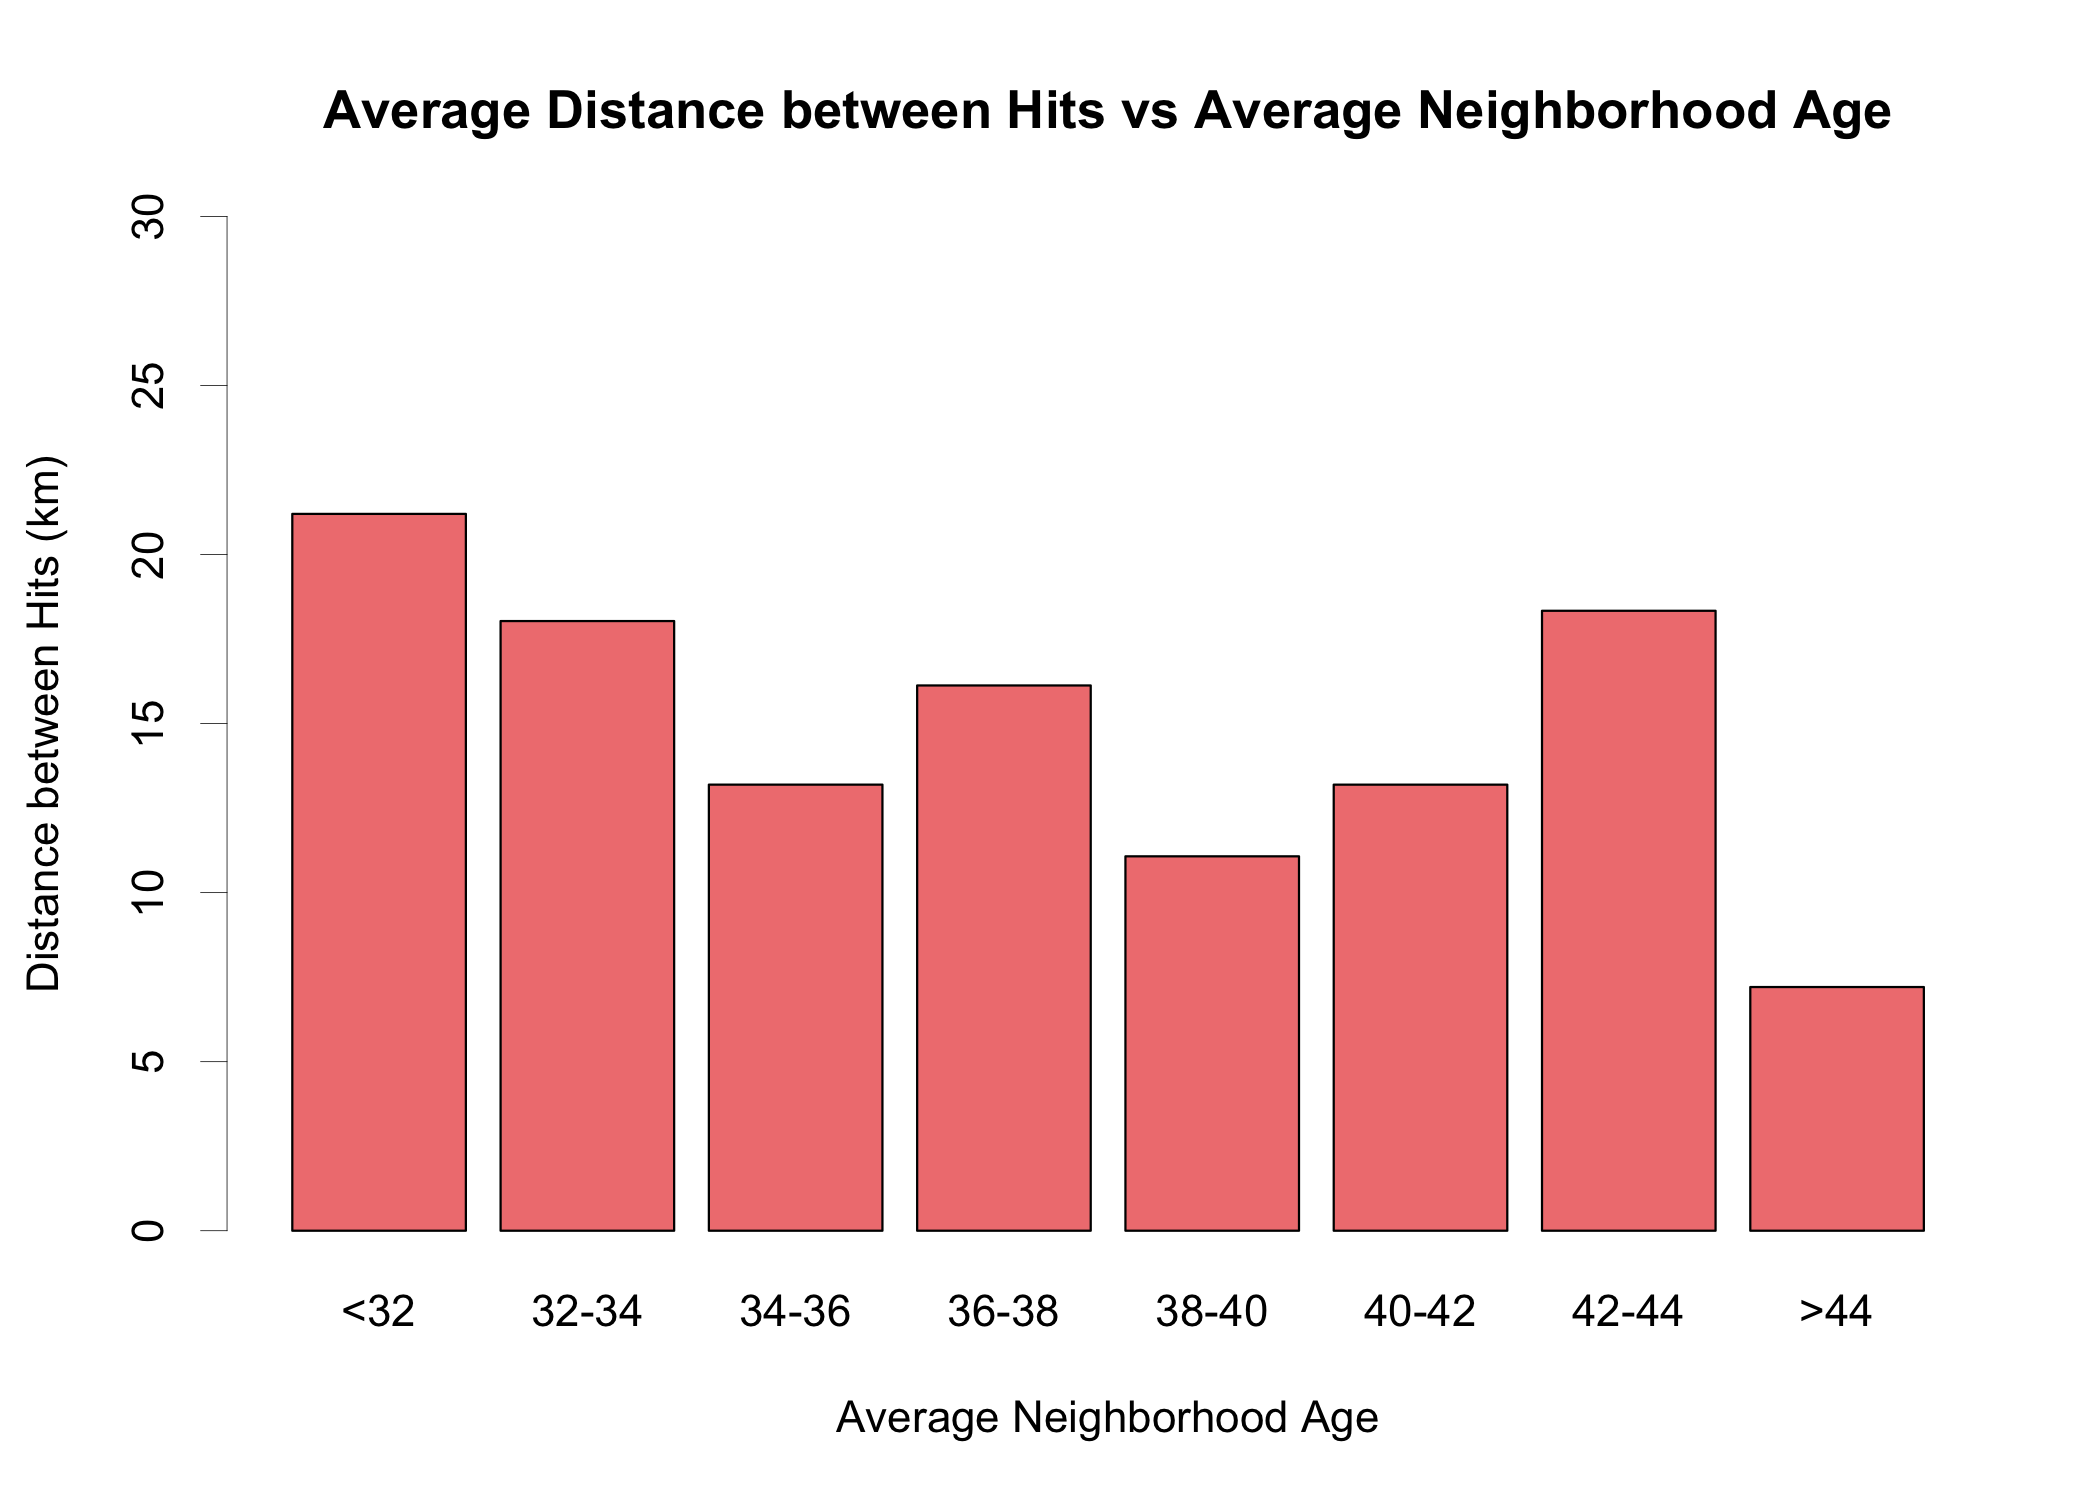 Average Distance between Hits vs Average Neighborhood Age
Distance between Hits (km)
30
25
20
15
10
5
0
<32 32-34 34-36 36-38 38-40 40-42 42-44 >44
Average Neighborhood Age